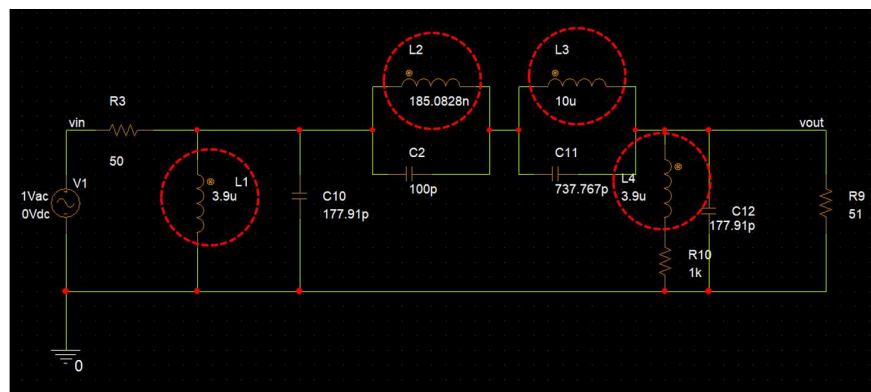 L2
L3
185.0828n
10u
R3
vin
50
C2
100p
C11
737.767p
vout
V1
1Vac
0Vdc
L1
3.9u
C10
177.91p
L4
3.9u
C12
177.91p
R9
51
R10
1k
0